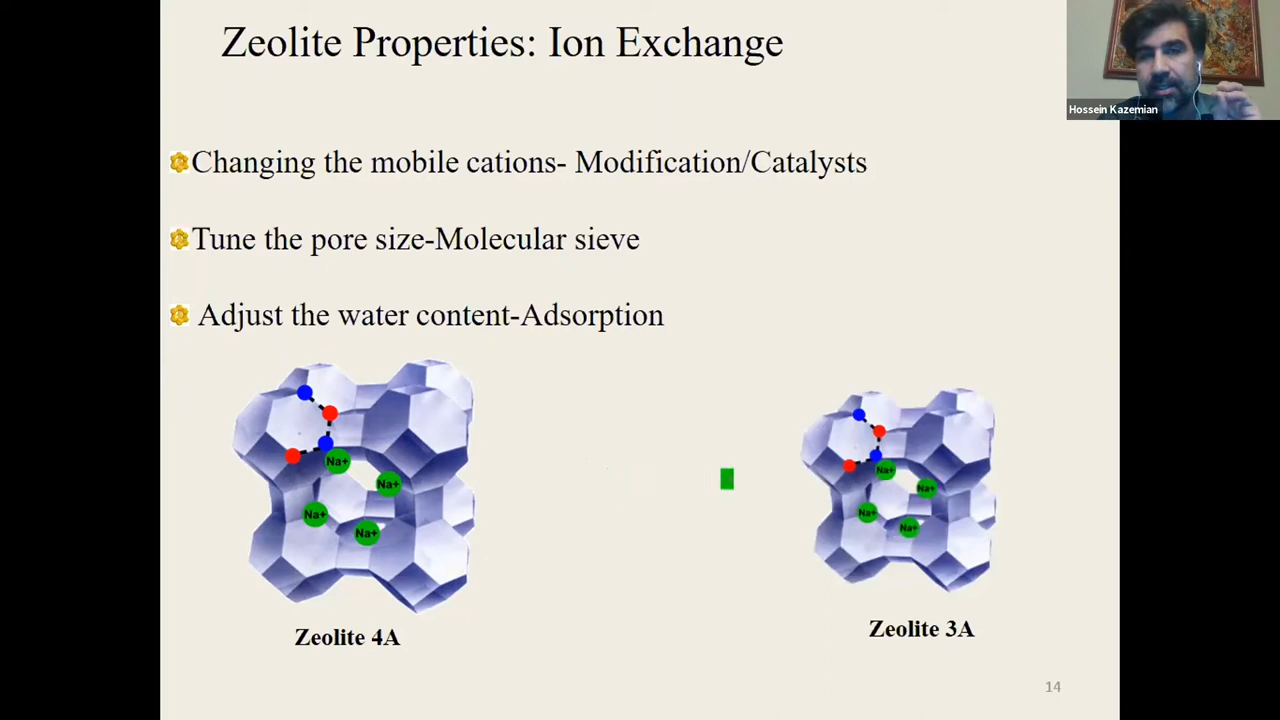 Zeolite Properties: Ion Exchange
Hossein Kazemian
Changing the mobile cations- Modification/Catalysts
Tune the pore size-Molecular sieve
Adjust the water content-Adsorption
Na+
Na+
Na+
Na+
Na+
Na+
Na+
Na+
Zeolite 4A
Zeolite 3A
14